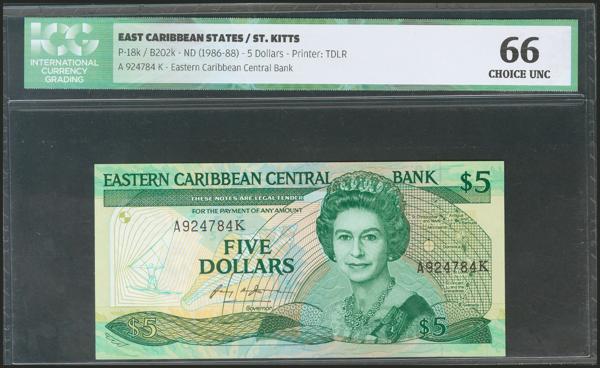 ICG
INTERNATIONAL
CURRENCY
GRADING
EAST CARIBBEAN STATES / ST. KITTS
P-18k / B202k - ND (1986-88) - 5 Dollars - Printer: TDLR
A 924784 K - Eastern Caribbean Central Bank
66
CHOICE UNC
EASTERN CARIBBEAN CENTRAL BANK $5
THESE NOTES ARE LEGAL TENDER
FOR THE PAYMENT OF ANY AMOUNT
A924784K
FIVE
DOLLARS
A924784K
Governor
$5
$5